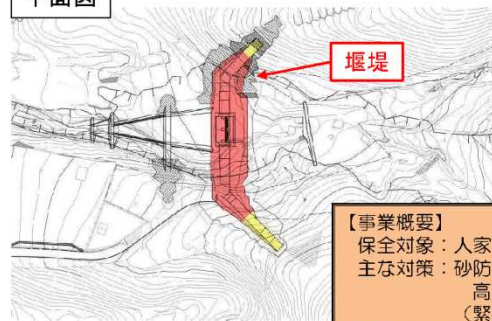 平面図
堰堤
【事業概要】
保全対象：人家
主な対策：砂防
高
（緊